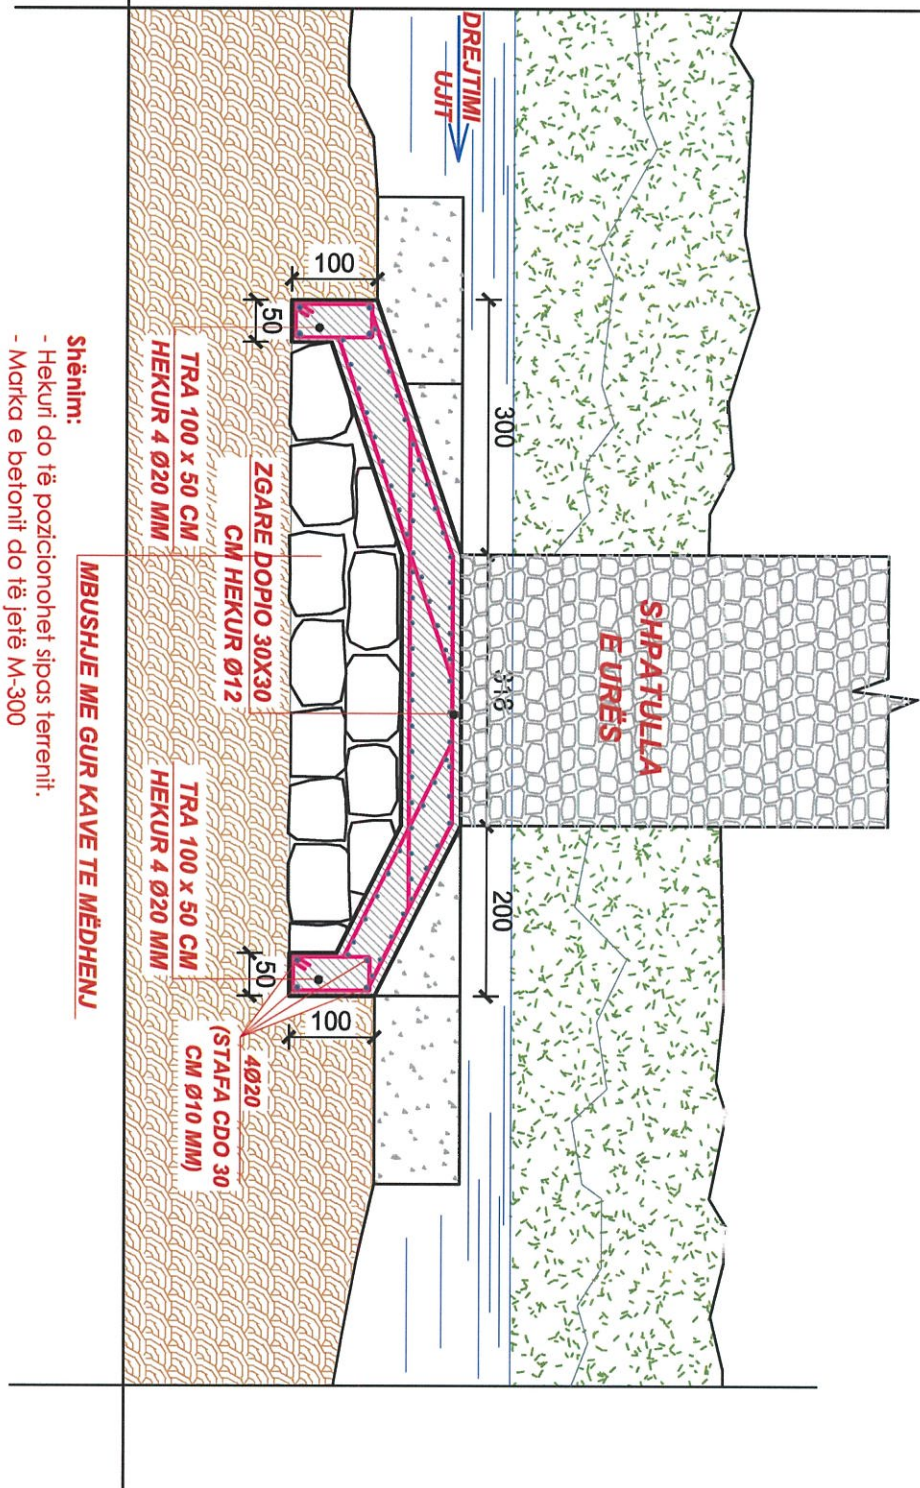 DREJTIMI
UJIT
SHPATULLA
E URËS
300
318
200
100
50
50
100
TRA 100 x 50 CM
HEKUR 4 Ø20 MM
ZGARE DOPIO 30X30
CM HEKUR Ø12
TRA 100 x 50 CM
HEKUR 4 Ø20 MM
4Ø20
(STAFA CDO 30
CM Ø10 MM)
MBUSHJE ME GUR KAVE TE MËDHENJ
Shënim:
- Hekuri do të pozicionohet sipas terrenit.
- Marka e betonit do të jetë M-300